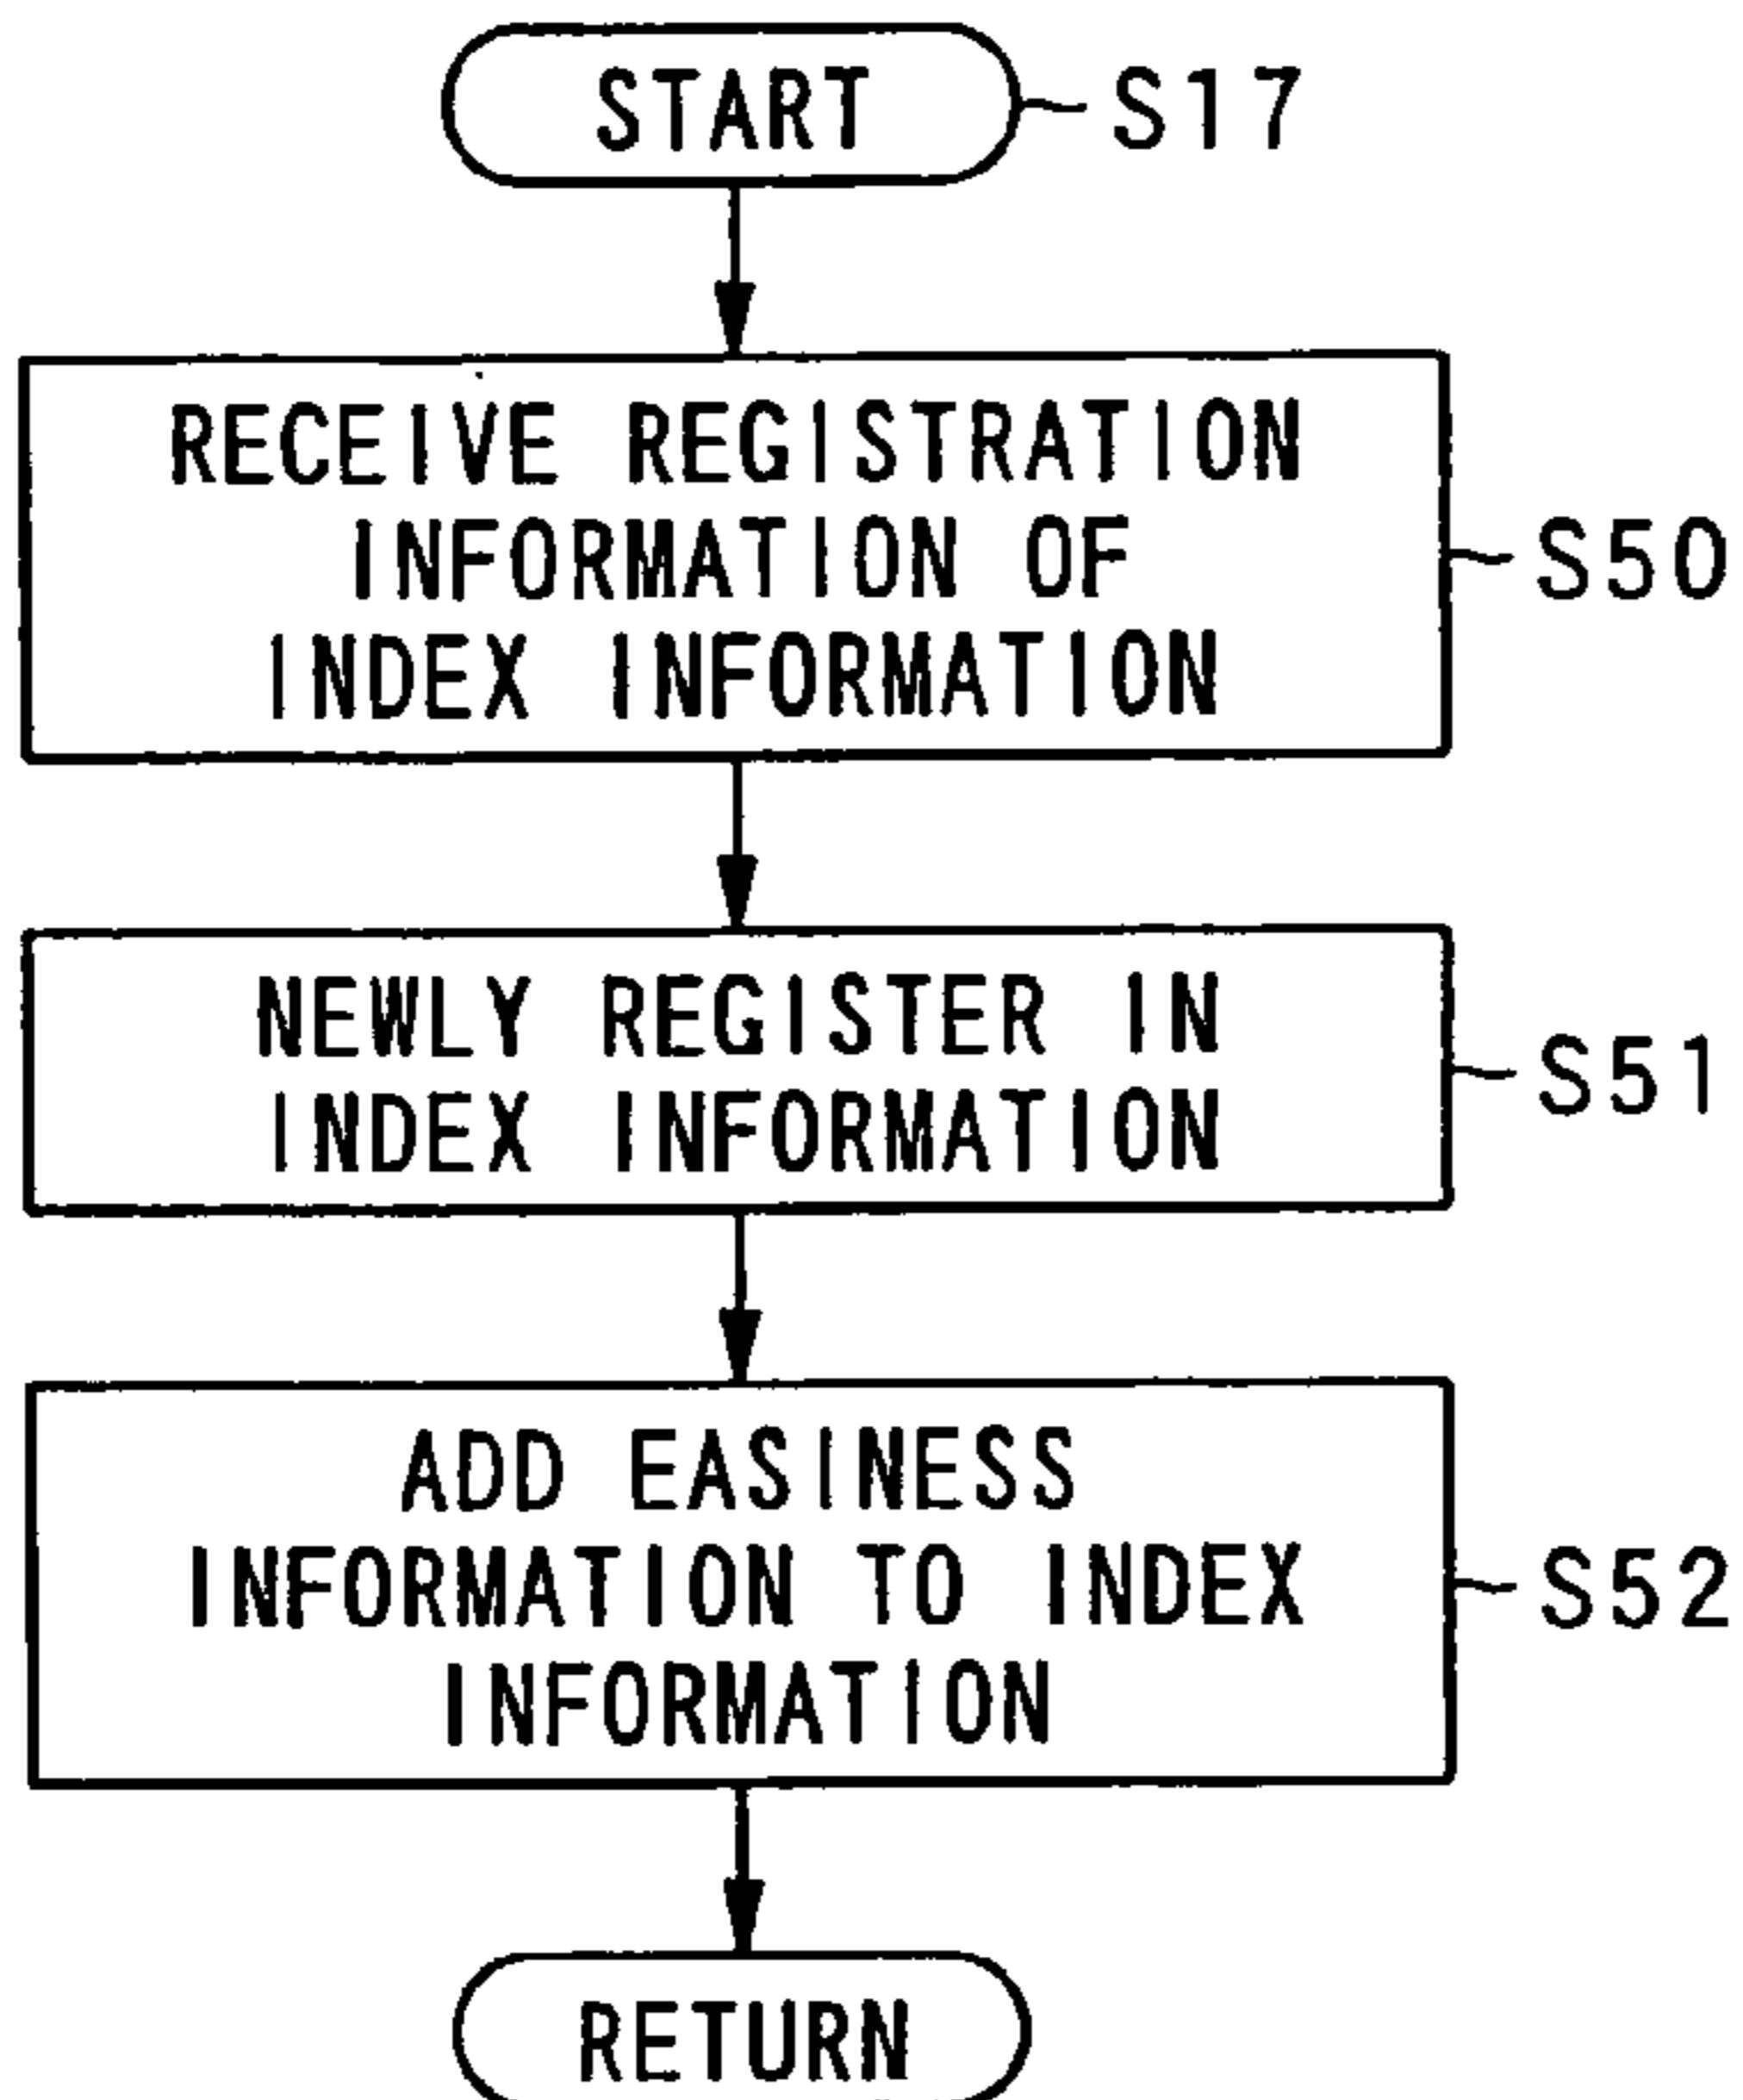 START S17
RECEIVE REGISTRATION
INFORMATION OF S50
INDEX INFORMATION
NEWLY REGISTER IN
S51
INDEX INFORMATION
ADD EASINESS
INFORMATION TO INDEX S52
INFORMATION
RETURN